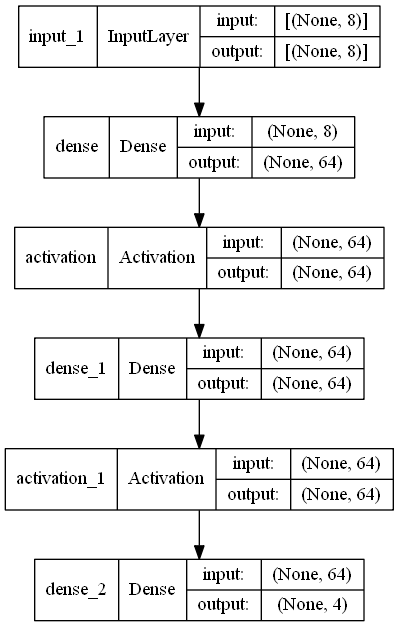 input_1 InputLayer input: [(None, 8)]
output: [(None, 8)]
dense Dense input: (None, 8)
output: (None, 64)
activation Activation input: (None, 64)
output: (None, 64)
dense_1 Dense input: (None, 64)
output: (None, 64)
activation_1 Activation input: (None, 64)
output: (None, 64)
dense_2 Dense input: (None, 64)
output: (None, 4)